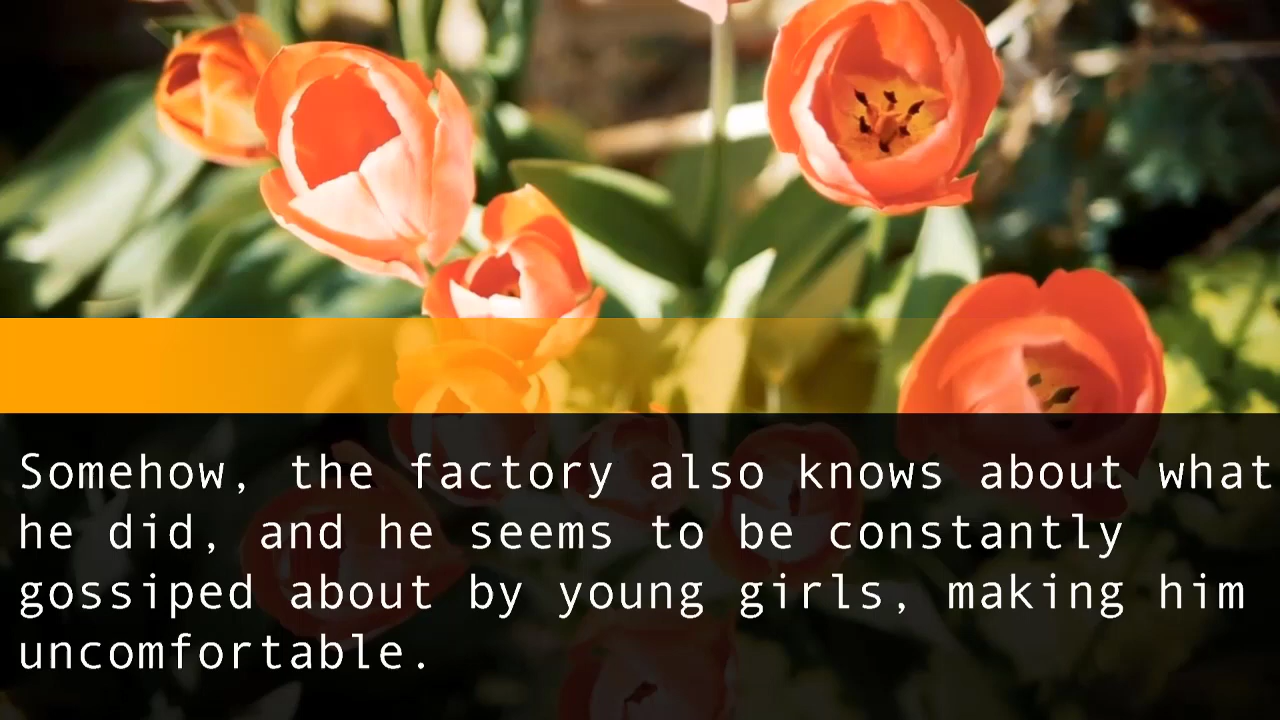 Somehow, the factory also knows about what
he did, and he seems to be constantly
gossiped about by young girls, making him
uncomfortable.